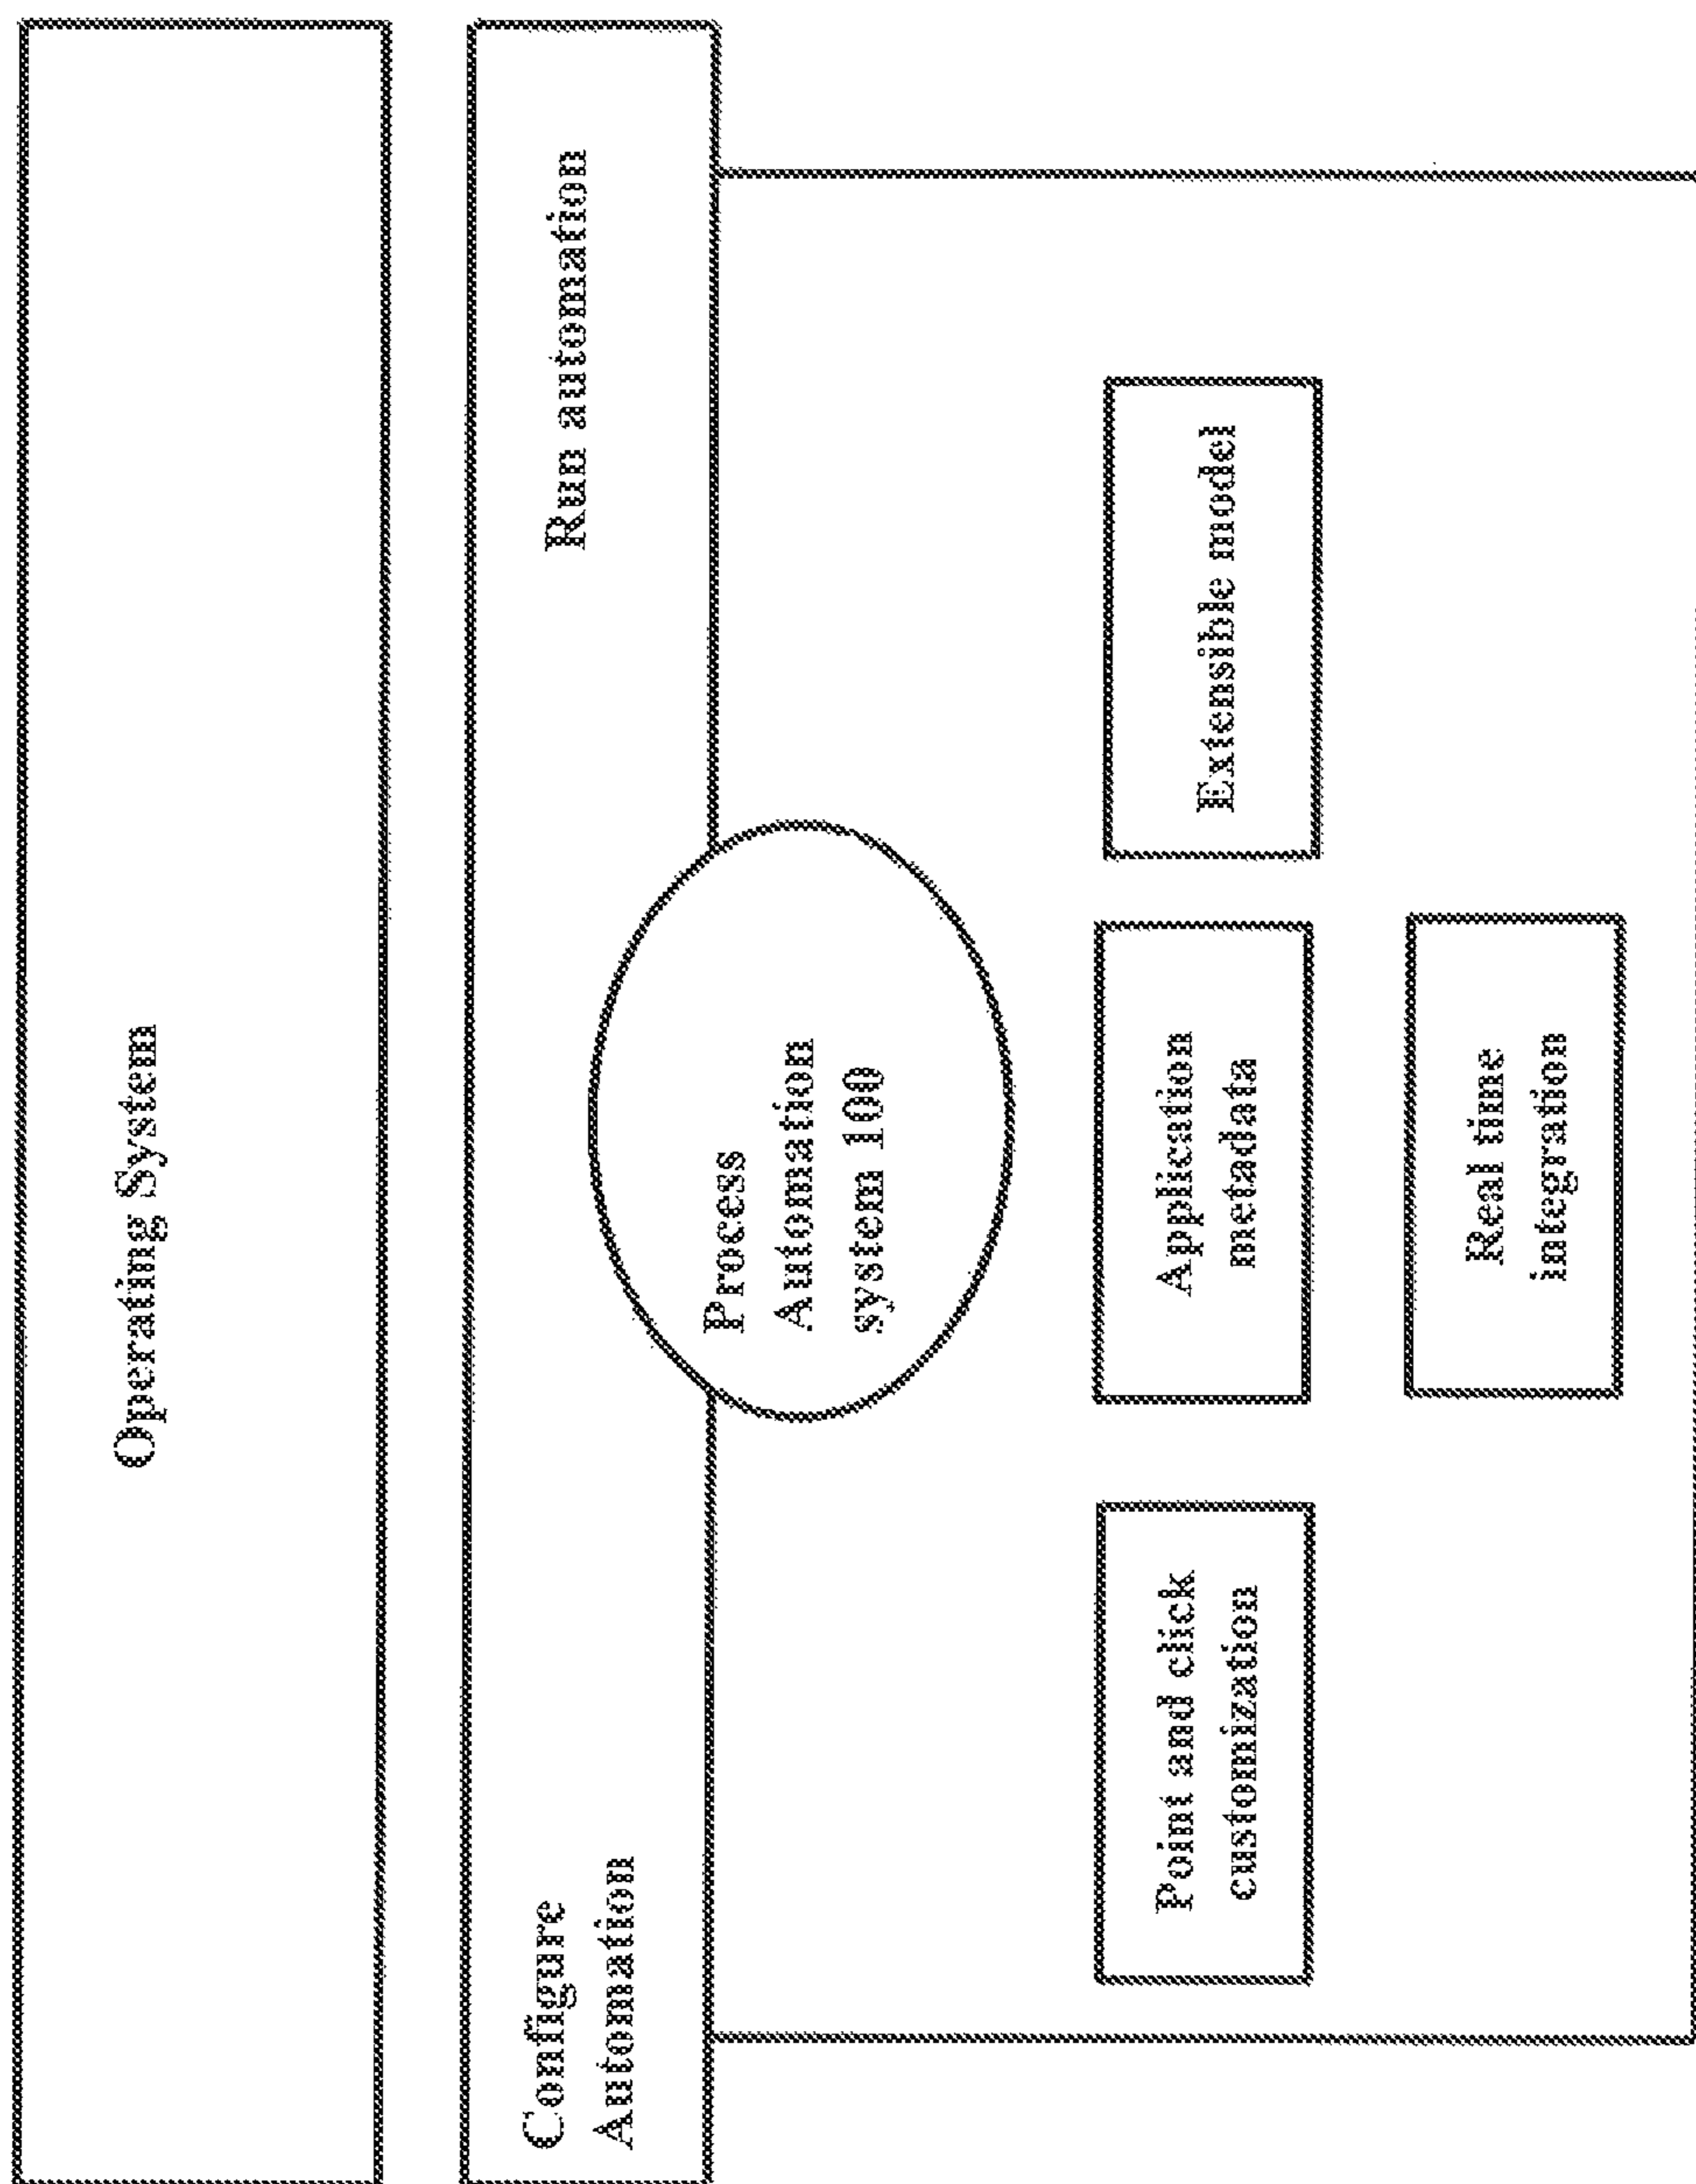 Operating System
Configure
Automation
Run automation
Process
Automation
system 100
Point and click
customization
Application
metadata
Extensible model
Real time
integration